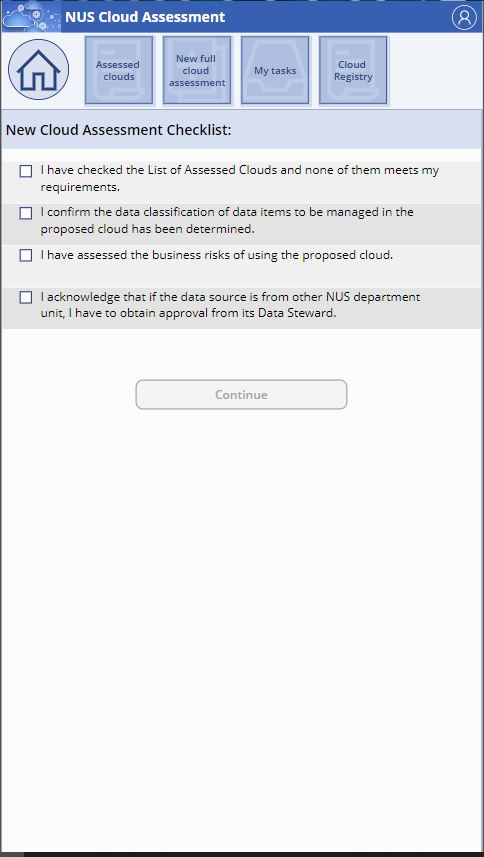 NUS Cloud Assessment
Assessed
clouds
New full
cloud
assessment
My tasks
Cloud
Registry
New Cloud Assessment Checklist:
I have checked the List of Assessed Clouds and none of them meets my
requirements.
I confirm the data classification of data items to be managed in the
proposed cloud has been determined.
I have assessed the business risks of using the proposed cloud.
I acknowledge that if the data source is from other NUS department
unit, I have to obtain approval from its Data Steward.
Continue